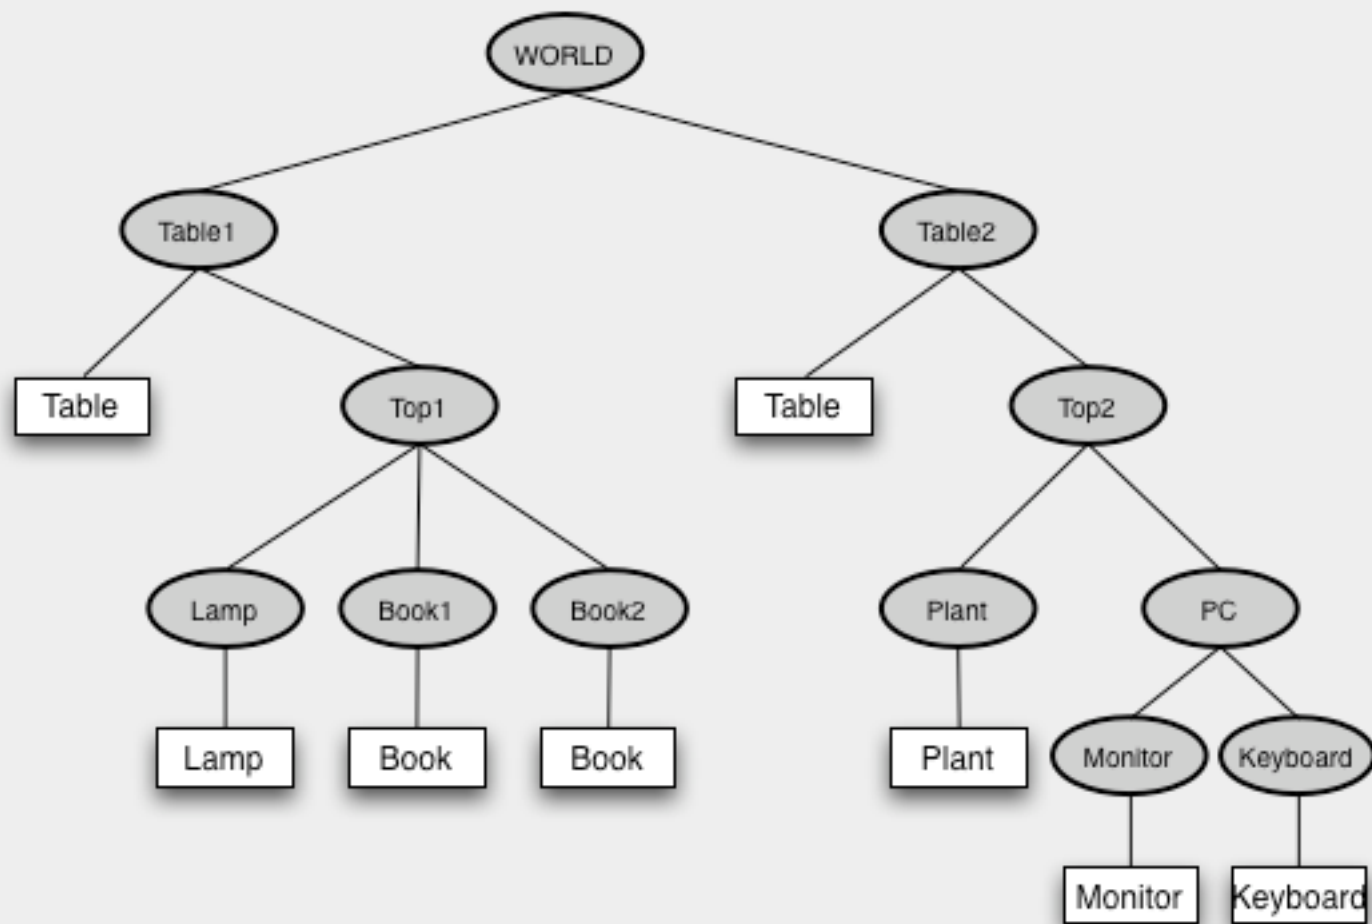 WORLD
Table1
Table2
Table
Top1
Table
Top2
Lamp
Book1
Book2
Plant
PC
Lamp
Book
Book
Plant
Monitor
Keyboard
Monitor
Keyboard